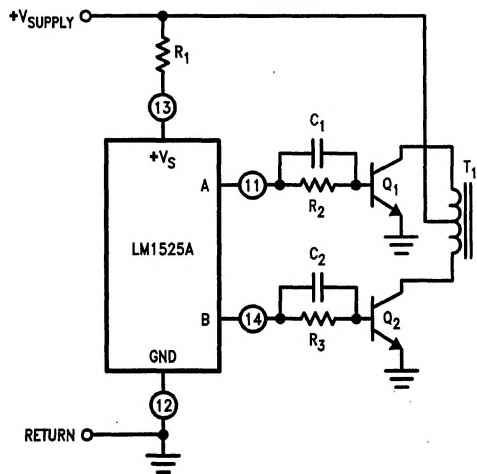 +VSUPPLY
R1
13
+VS
A
11
C1
R2
Q1
T1
LM1525A
C2
B
14
R3
Q2
GND
12
RETURN